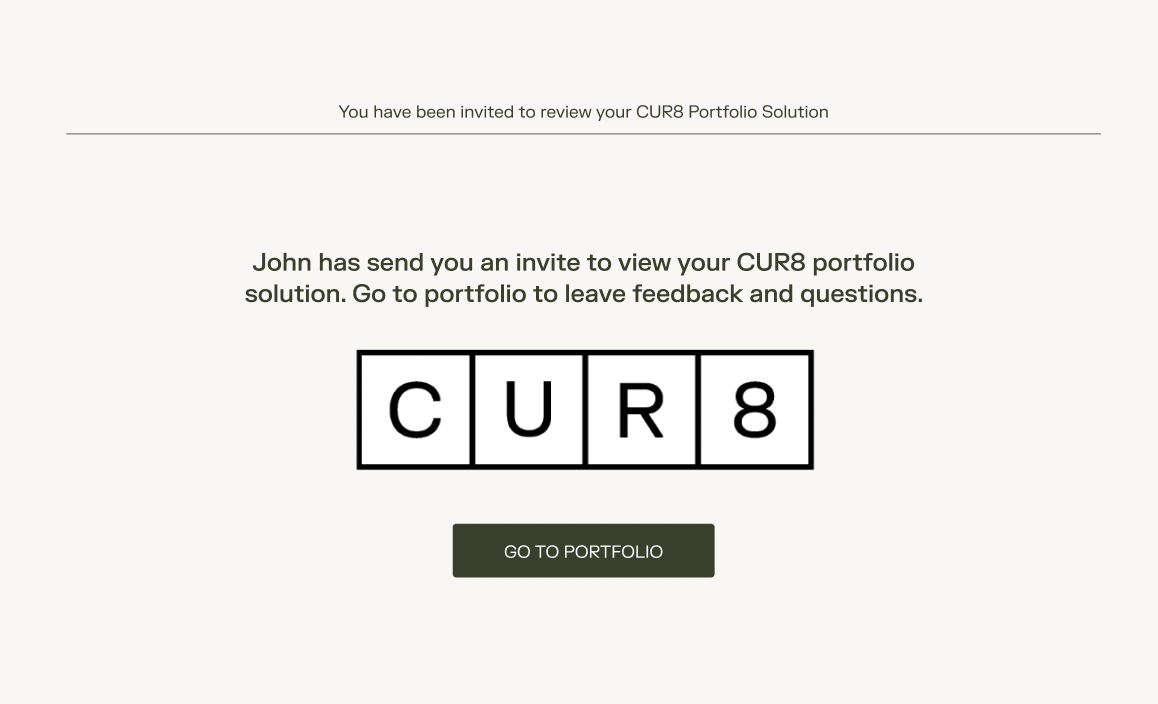 You have been invited to review your CUR8 Portfolio Solution
John has send you an invite to view your CUR8 portfolio
solution. Go to portfolio to leave feedback and questions.
CUR8
GO TO PORTFOLIO